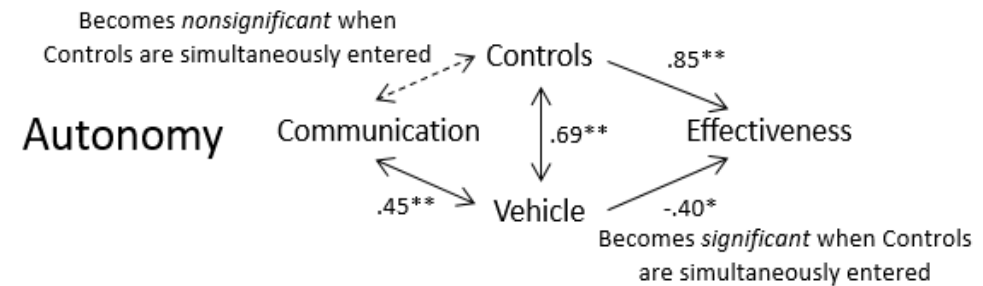 Becomes nonsignificant when
Controls are simultaneously entered
Controls
.85**
Autonomy
Communication
.69**
Effectiveness
.45**
Vehicle
-.40*
Becomes significant when Controls
are simultaneously entered